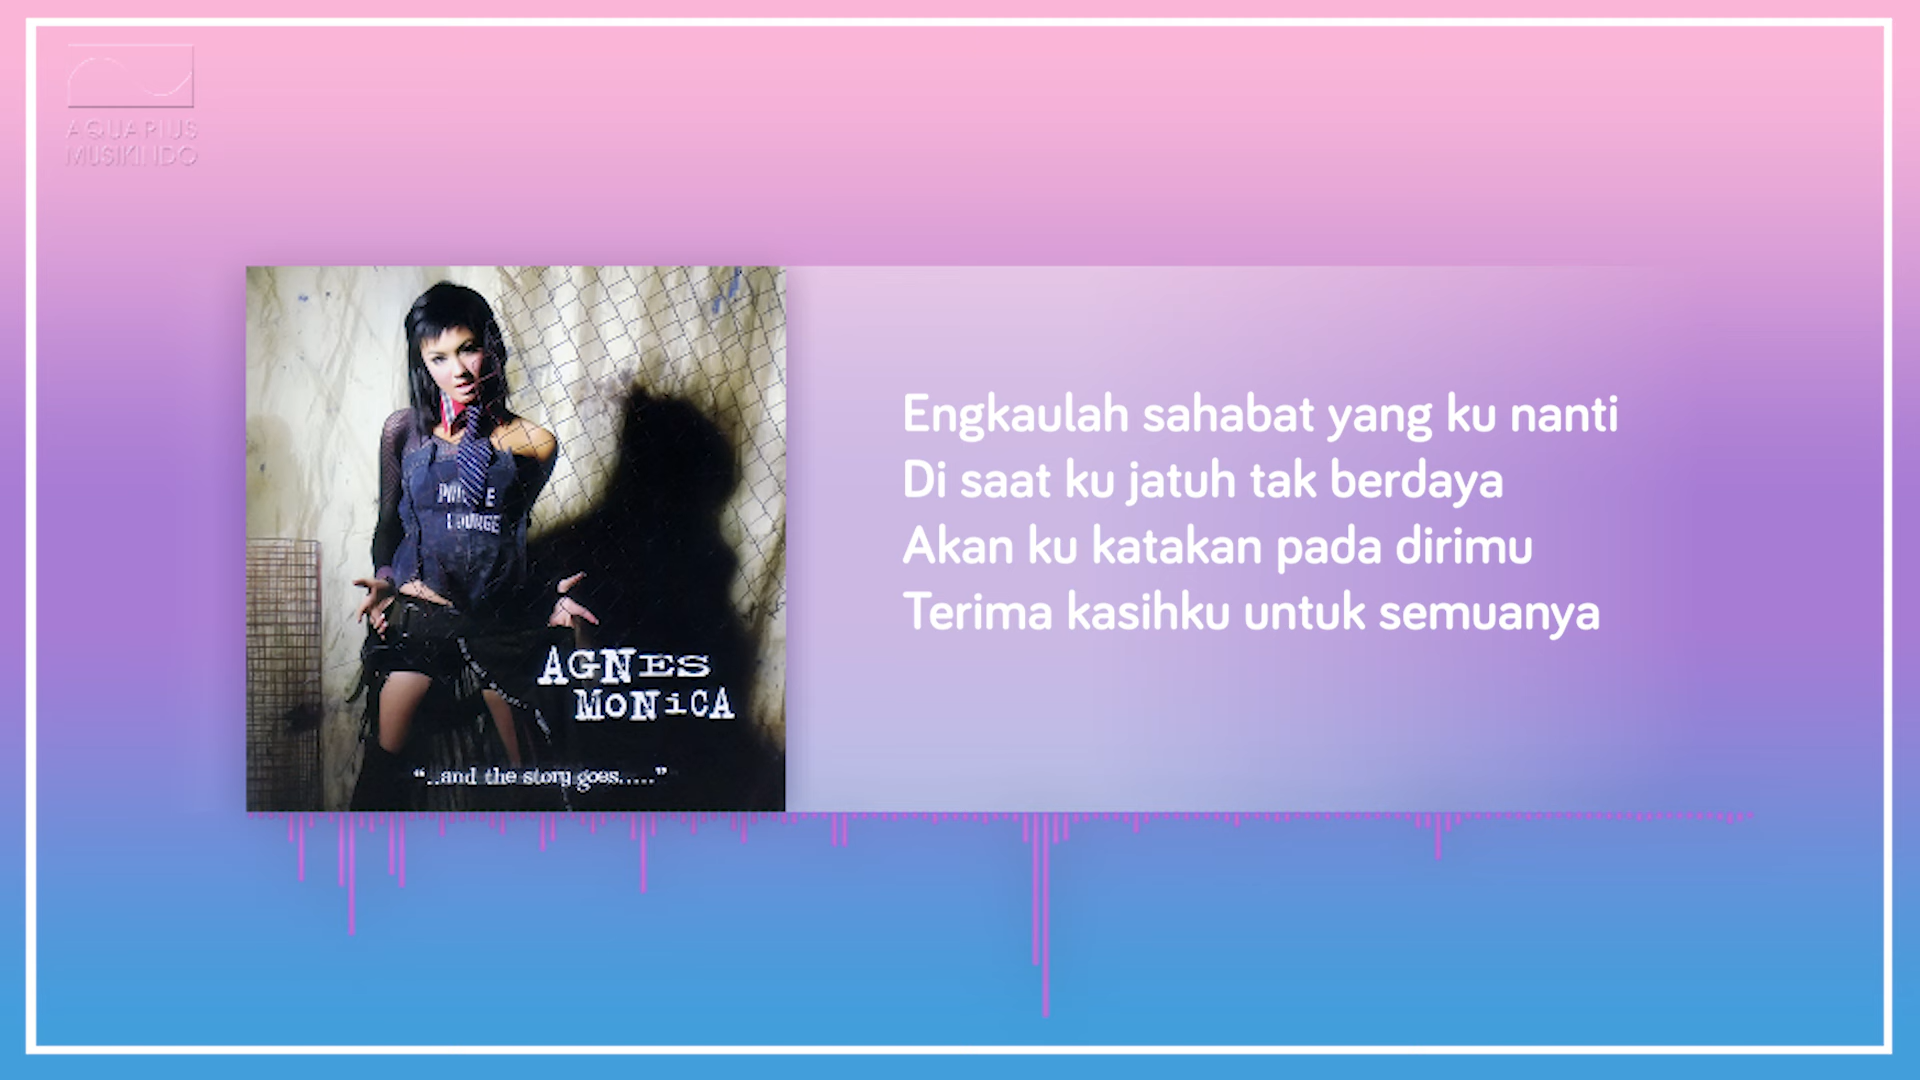 AQUARIUS
MUSIKINDO
Engkaulah sahabat yang ku nanti
Di saat ku jatuh tak berdaya
Akan ku katakan pada dirimu
Terima kasihku untuk semuanya
LOUNGE
AGNES
MONiCA
“..and the story goes.....”